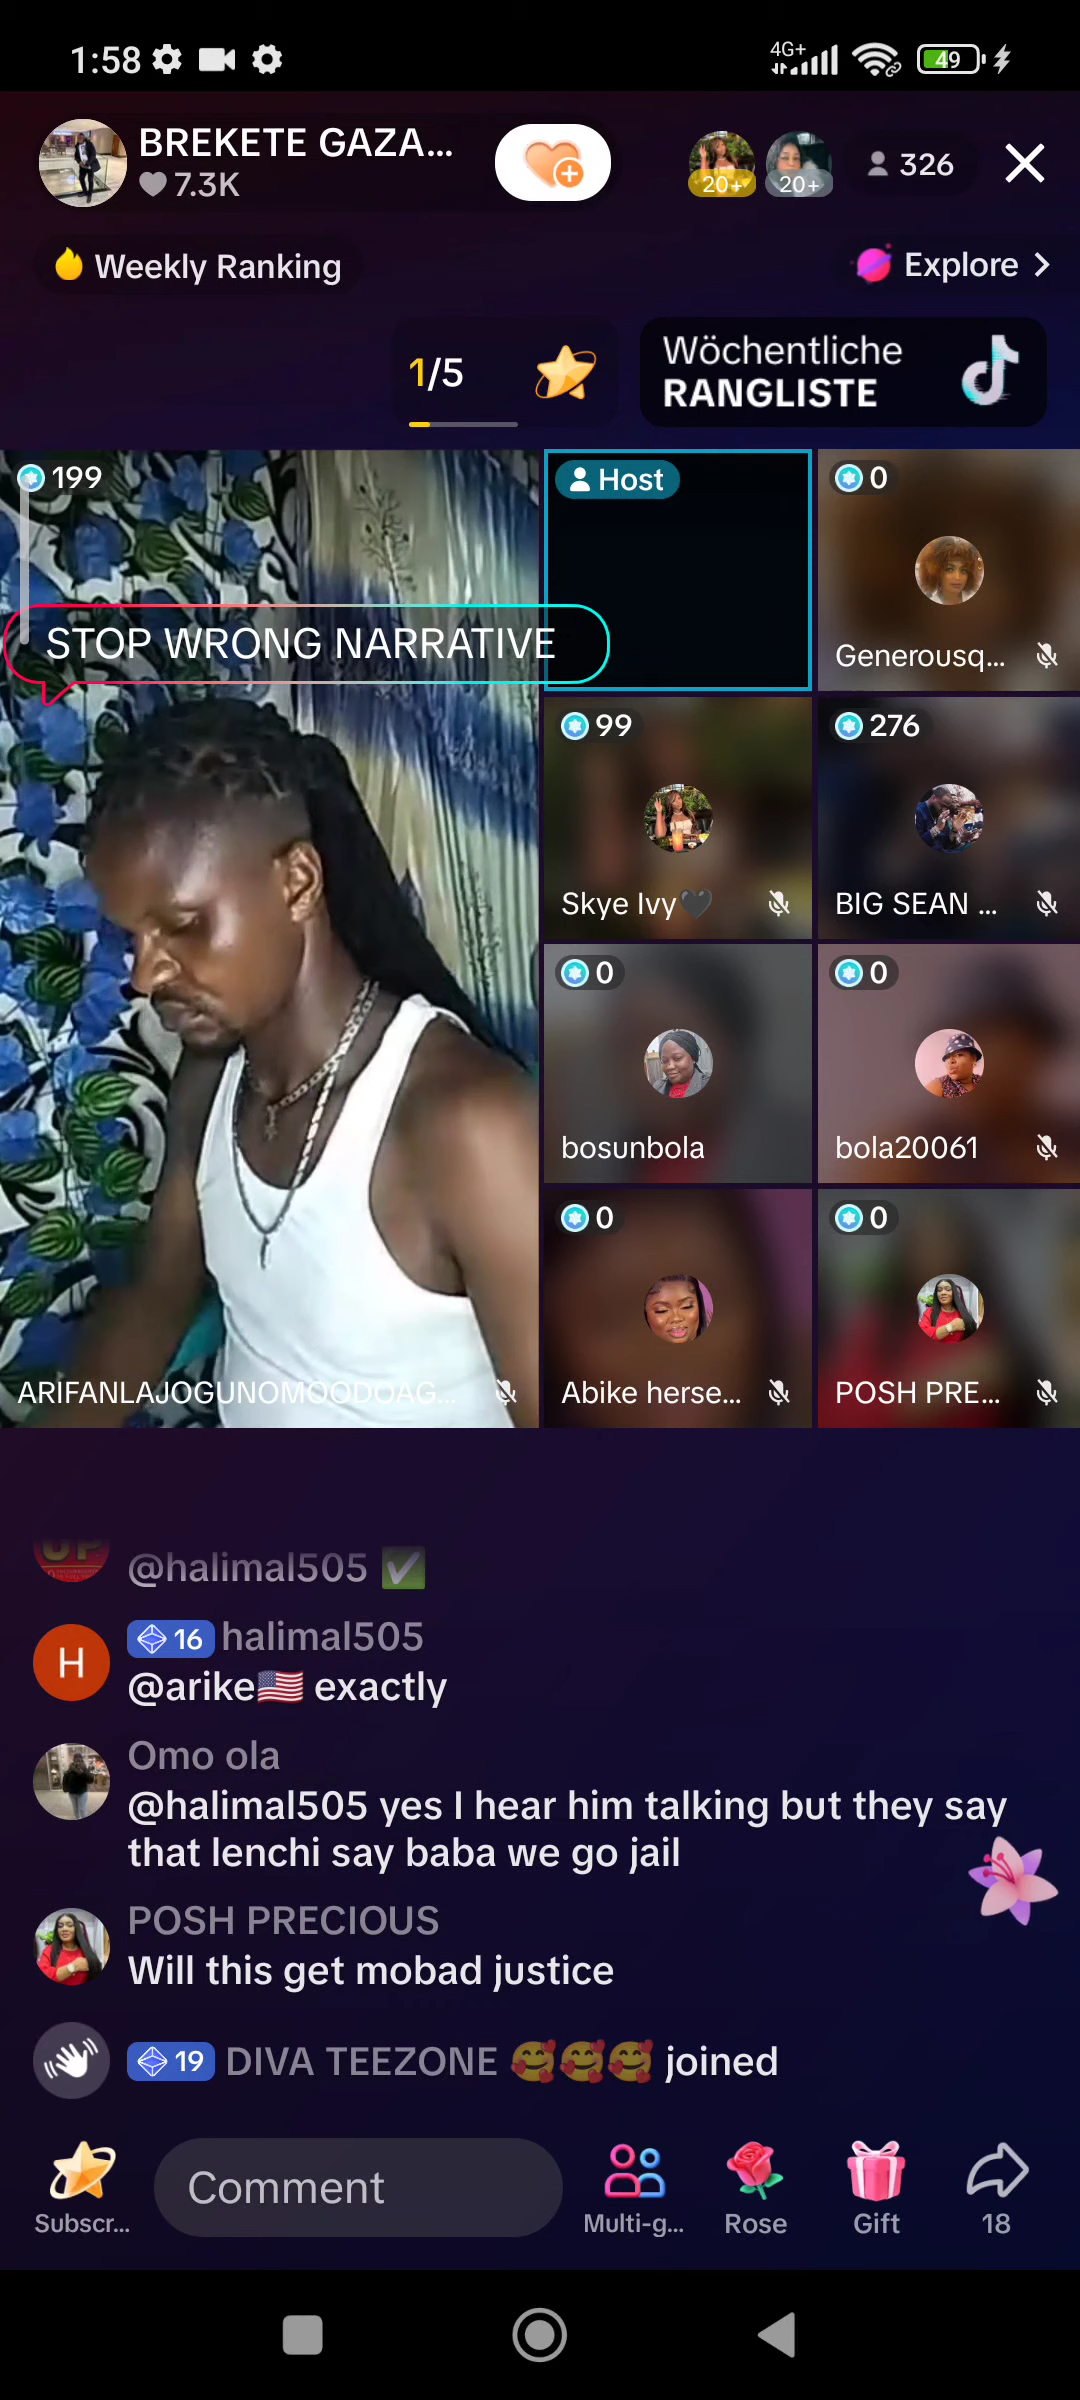 1:58
4G+
49
BREKETE GAZA...
7.3K
20+
20+
326
Weekly Ranking
Explore
1/5
Wöchentliche
RANGLISTE
199
Host
0
STOP WRONG NARRATIVE
Generousq...
99
276
Skye Ivy🖤
BIG SEAN ...
0
0
bosunbola
bola20061
0
0
ARIFANLAJOGUNOMOODOAG...
Abike herse...
POSH PRE...
UP
@halimal505 ✅
H
16 halimal505
@arike🇺🇸 exactly
Omo ola
@halimal505 yes I hear him talking but they say
that lenchi say baba we go jail
POSH PRECIOUS
Will this get mobad justice
19 DIVA TEEZONE 🥰🥰🥰 joined
Comment
Subscr...
Multi-g...
Rose
Gift
18